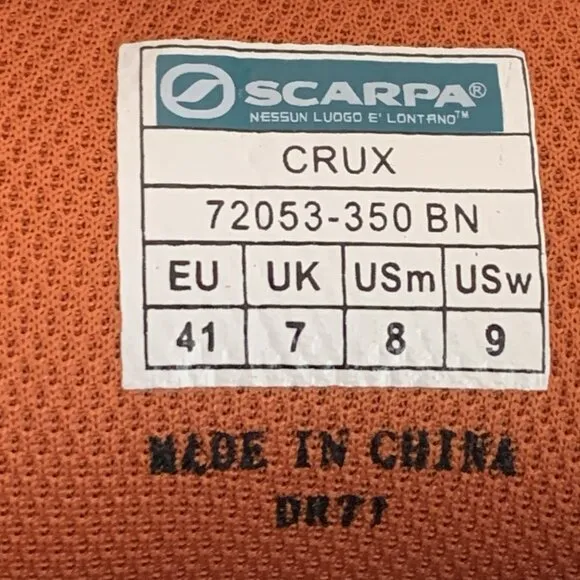 SCARPA®
NESSUN LUOGO E' LONTANO™
CRUX
72053-350 BN
EU UK USm USw
41 7 8 9
MADE IN CHINA
DR71